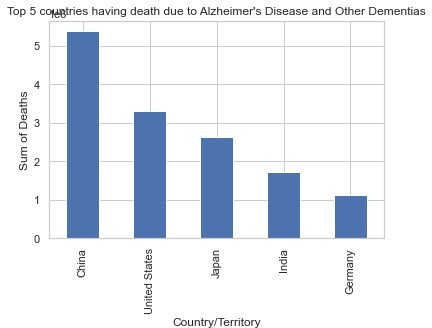 Top 5 countries having death due to Alzheimer's Disease and Other Dementias
1e6
5
4
3
2
1
0
Sum of Deaths
China
United States
Japan
India
Germany
Country/Territory